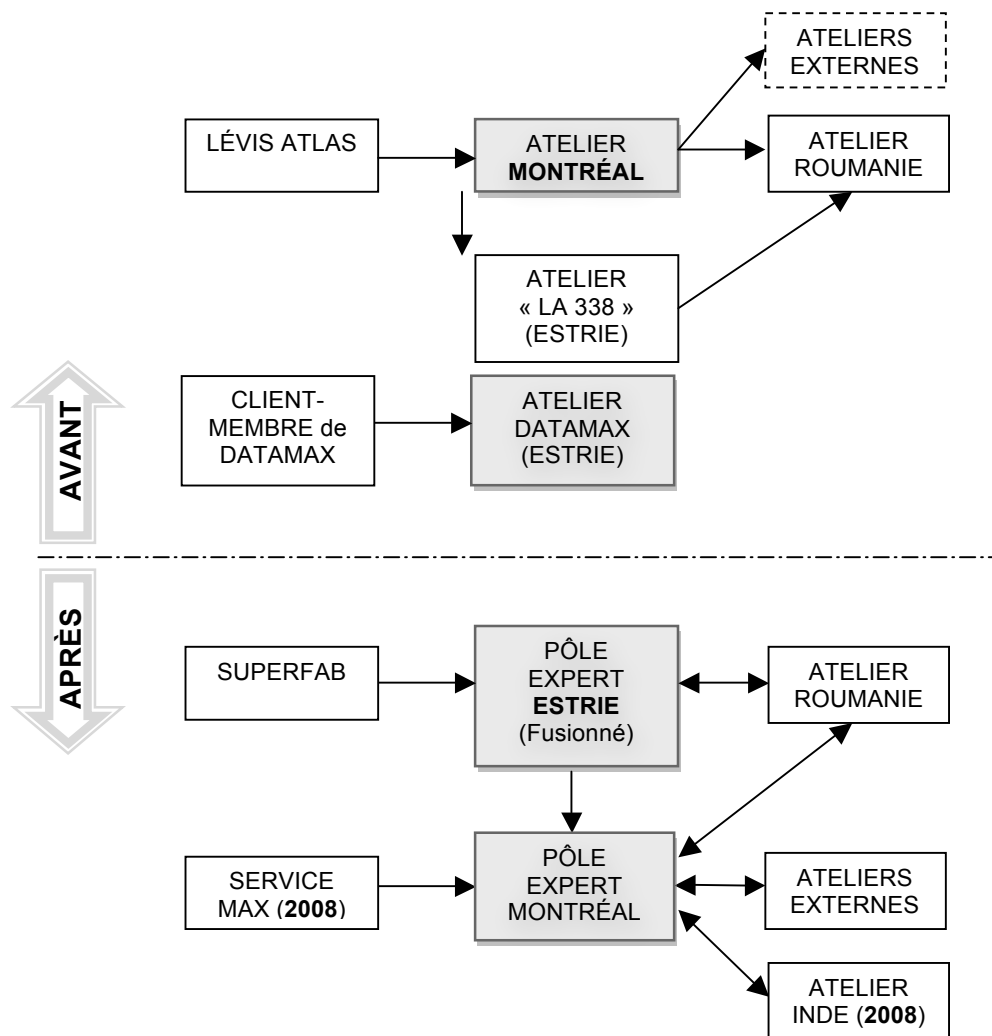 ATELIERS
EXTERNES
LÉVIS ATLAS
ATELIER
MONTRÉAL
ATELIER
ROUMANIE
ATELIER
« LA 338 »
(ESTRIE)
AVANT
CLIENT-
MEMBRE de
DATAMAX
ATELIER
DATAMAX
(ESTRIE)
APRÈS
SUPERFAB
PÔLE
EXPERT
ESTRIE
(Fusionné)
ATELIER
ROUMANIE
SERVICE
MAX (2008)
PÔLE
EXPERT
MONTRÉAL
ATELIERS
EXTERNES
ATELIER
INDE (2008)